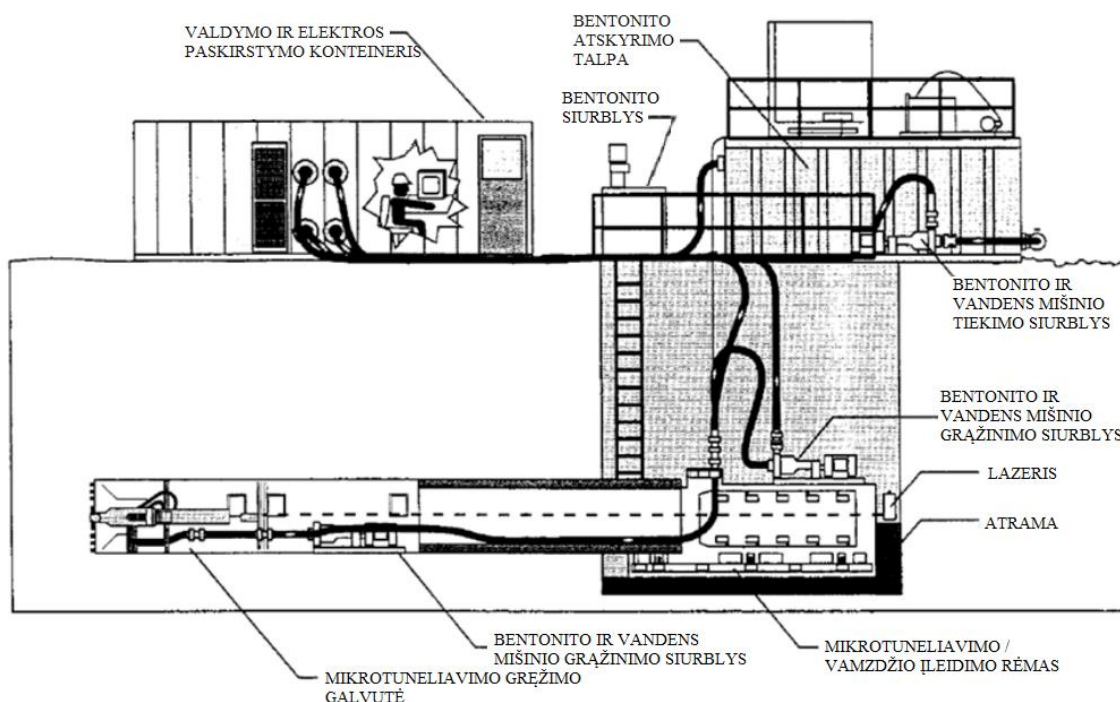 VALDYMO IR ELEKTROS
PASKIRSTYMO KONTEINERIS
BENTONITO
ATSKYRIMO
TALPA
BENTONITO
SIURBLYS
BENTONITO IR
VANDENS MIŠINIO
TIEKIMO SIURBLYS
BENTONITO IR
VANDENS MIŠINIO
GRĄŽINIMO SIURBLYS
LAZERIS
ATRAMA
BENTONITO IR VANDENS
MIŠINIO GRĄŽINIMO SIURBLYS
MIKROTUNELIAVIMO /
VAMZDŽIO ĮLEIDIMO RĖMAS
MIKROTUNELIAVIMO GRĘŽIMO
GALVUTĖ